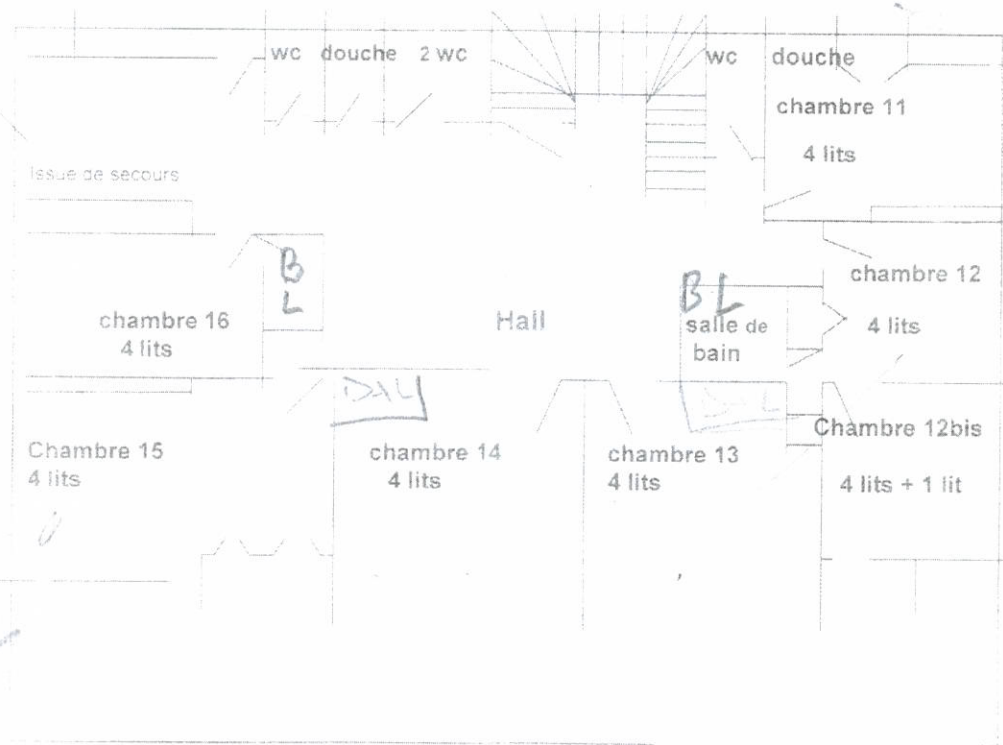 wc douche 2 wc
wc douche
chambre 11
4 lits
Issue de secours
B
L
chambre 16
4 lits
Hall
BL
salle de
bain
chambre 12
4 lits
DAL
DAL
Chambre 15
4 lits
chambre 14
4 lits
chambre 13
4 lits
Chambre 12bis
4 lits + 1 lit